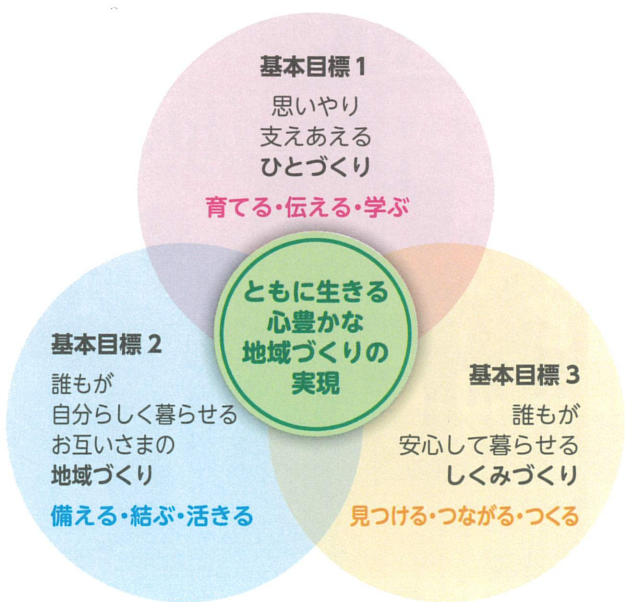 基本目標1
思いやり
支えあえる
ひとづくり
育てる・伝える・学ぶ
ともに生きる
心豊かな
地域づくりの
実現
基本目標2
誰もが
自分らしく暮らせる
お互いさまの
地域づくり
備える・結ぶ・活きる
基本目標3
誰もが
安心して暮らせる
しくみづくり
見つける・つながる・つくる